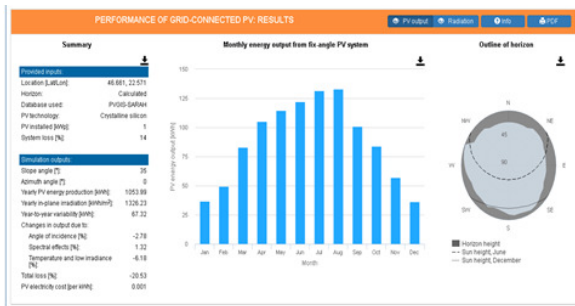 PERFORMANCE OF GRID-CONNECTED PV: RESULTS
PV output
Radiation
Info
PDF
Summary
Provided inputs:
Location [Lat/Lon]: 46.681, 22.571
Horizon: Calculated
Database used: PVGIS-SARAH
PV technology: Crystalline silicon
PV installed [kWp]: 1
System loss [%]: 14
Simulation outputs:
Slope angle [°]: 35
Azimuth angle [°]: 0
Yearly PV energy production [kWh]: 1053.99
Yearly in-plane irradiation [kWh/m²]: 1326.23
Year-to-year variability [kWh]: 67.32
Changes in output due to:
Angle of incidence [%]: -2.78
Spectral effects [%]: 1.32
Temperature and low irradiance [%]: -6.18
Total loss [%]: -20.53
PV electricity cost [per kWh]: 0.001
Monthly energy output from fix-angle PV system
PV energy output [kWh]
150
125
100
75
50
25
0
Jan Feb Mar Apr May Jun Jul Aug Sep Oct Nov Dec
Month
Outline of horizon
N
NW
NE
45
W
90
E
SW
SE
S
Horizon height
Sun height, June
Sun height, December